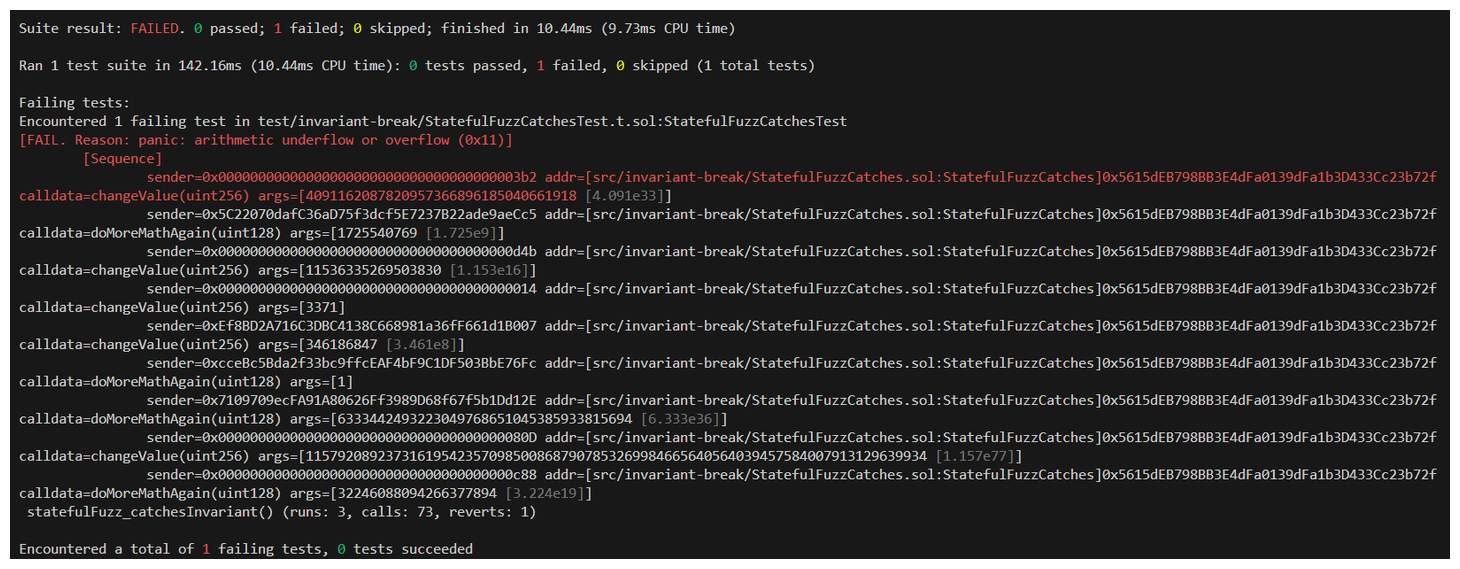 Suite result: FAILED. 0 passed; 1 failed; 0 skipped; finished in 10.44ms (9.73ms CPU time)
Ran 1 test suite in 142.16ms (10.44ms CPU time): 0 tests passed, 1 failed, 0 skipped (1 total tests)
Failing tests:
Encountered 1 failing test in test/invariant-break/StatefulFuzzCatchesTest.t.sol:StatefulFuzzCatchesTest
[FAIL. Reason: panic: arithmetic underflow or overflow (0x11)]
[Sequence]
sender=0x00000000000000000000000000000000000003b2 addr=[src/invariant-break/StatefulFuzzCatches.sol:StatefulFuzzCatches]0x5615dEB798BB3E4dFa0139dFa1b3D433Cc23b72f
calldata=changeValue(uint256) args=[4091162087820957366896185040661918 [4.091e33]]
sender=0x5C22070dafC36aD75f3dcf5E7237B22ade9aeCc5 addr=[src/invariant-break/StatefulFuzzCatches.sol:StatefulFuzzCatches]0x5615dEB798BB3E4dFa0139dFa1b3D433Cc23b72f
calldata=doMoreMathAgain(uint128) args=[1725540769 [1.725e9]]
sender=0x0000000000000000000000000000000000000d4b addr=[src/invariant-break/StatefulFuzzCatches.sol:StatefulFuzzCatches]0x5615dEB798BB3E4dFa0139dFa1b3D433Cc23b72f
calldata=changeValue(uint256) args=[11536335269503830 [1.153e16]]
sender=0x0000000000000000000000000000000000000014 addr=[src/invariant-break/StatefulFuzzCatches.sol:StatefulFuzzCatches]0x5615dEB798BB3E4dFa0139dFa1b3D433Cc23b72f
calldata=changeValue(uint256) args=[3371]
sender=0xEf8BD2A716C3DBC4138C668981a36fF661d1B007 addr=[src/invariant-break/StatefulFuzzCatches.sol:StatefulFuzzCatches]0x5615dEB798BB3E4dFa0139dFa1b3D433Cc23b72f
calldata=changeValue(uint256) args=[346186847 [3.461e8]]
sender=0xcceBc5Bda2f33bc9ffcEAF4bF9C1DF503BbE76Fc addr=[src/invariant-break/StatefulFuzzCatches.sol:StatefulFuzzCatches]0x5615dEB798BB3E4dFa0139dFa1b3D433Cc23b72f
calldata=doMoreMathAgain(uint128) args=[1]
sender=0x7109709ecFA91A80626Ff3989D68f67f5b1Dd12E addr=[src/invariant-break/StatefulFuzzCatches.sol:StatefulFuzzCatches]0x5615dEB798BB3E4dFa0139dFa1b3D433Cc23b72f
calldata=doMoreMathAgain(uint128) args=[6333442493223049768651045385933815694 [6.333e36]]
sender=0x000000000000000000000000000000000000080D addr=[src/invariant-break/StatefulFuzzCatches.sol:StatefulFuzzCatches]0x5615dEB798BB3E4dFa0139dFa1b3D433Cc23b72f
calldata=changeValue(uint256) args=[115792089237316195423570985008687907853269984665640564039457584007913129639934 [1.157e77]]
sender=0x0000000000000000000000000000000000000c88 addr=[src/invariant-break/StatefulFuzzCatches.sol:StatefulFuzzCatches]0x5615dEB798BB3E4dFa0139dFa1b3D433Cc23b72f
calldata=doMoreMathAgain(uint128) args=[32246088094266377894 [3.224e19]]
statefulFuzz_catchesInvariant() (runs: 3, calls: 73, reverts: 1)
Encountered a total of 1 failing tests, 0 tests succeeded